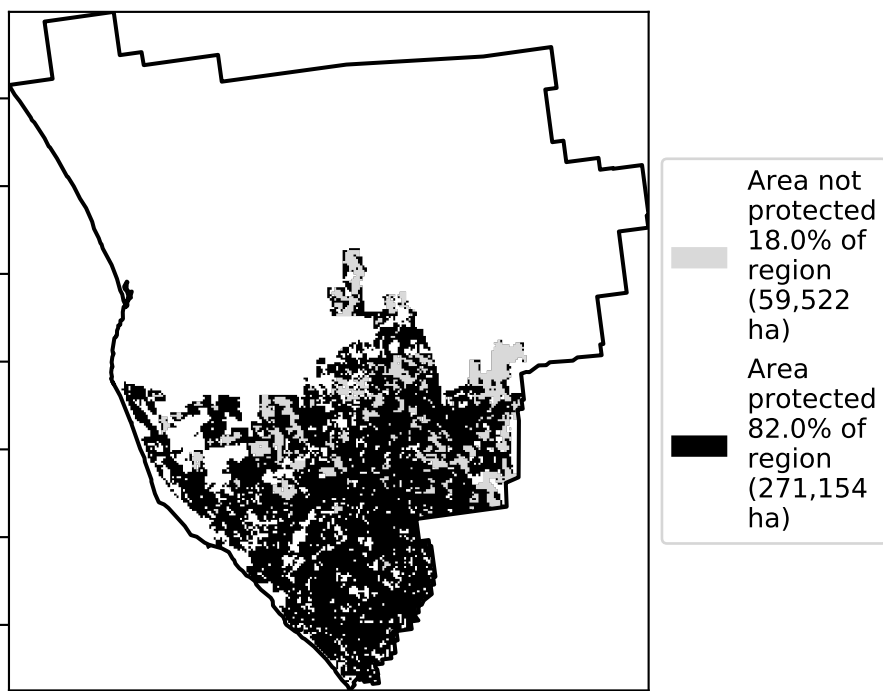 Area not
protected
18.0% of
region
(59,522
ha)
Area
protected
82.0% of
region
(271,154
ha)